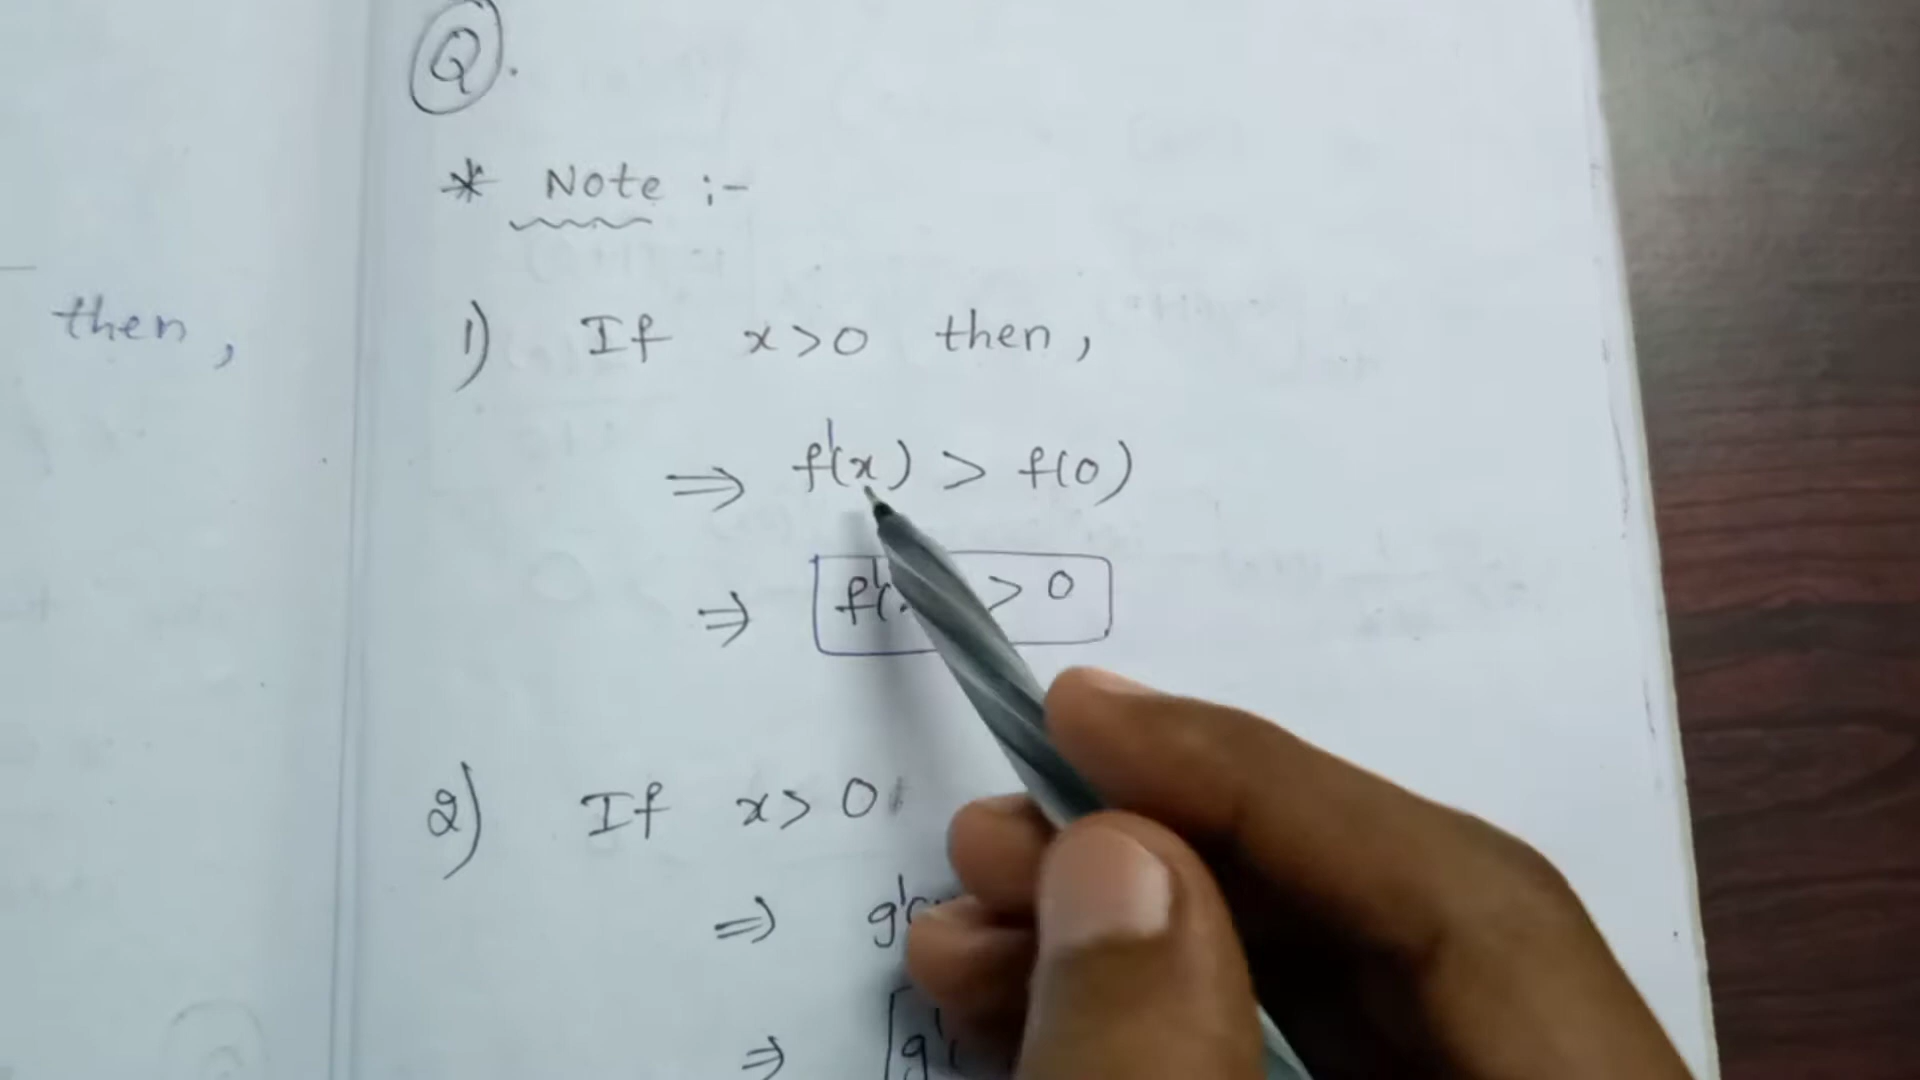 Q.
* Note :-
then,
1) If x>0 then,
⇒ f'(x) > f(0)
⇒ f'( > 0
2) If x>0
⇒ g'(
⇒ g'(